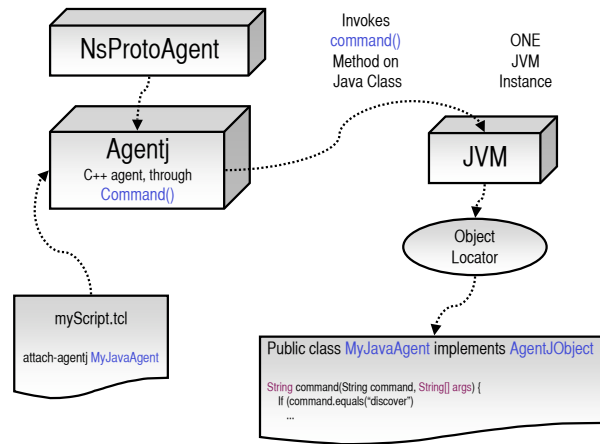 NsProtoAgent
Invokes
command()
Method on
Java Class
ONE
JVM
Instance
Agentj
C++ agent, through
Command()
JVM
Object
Locator
myScript.tcl
attach-agentj MyJavaAgent
Public class MyJavaAgent implements AgentJObject
String command(String command, String[] args) {
If (command.equals(“discover”)
...